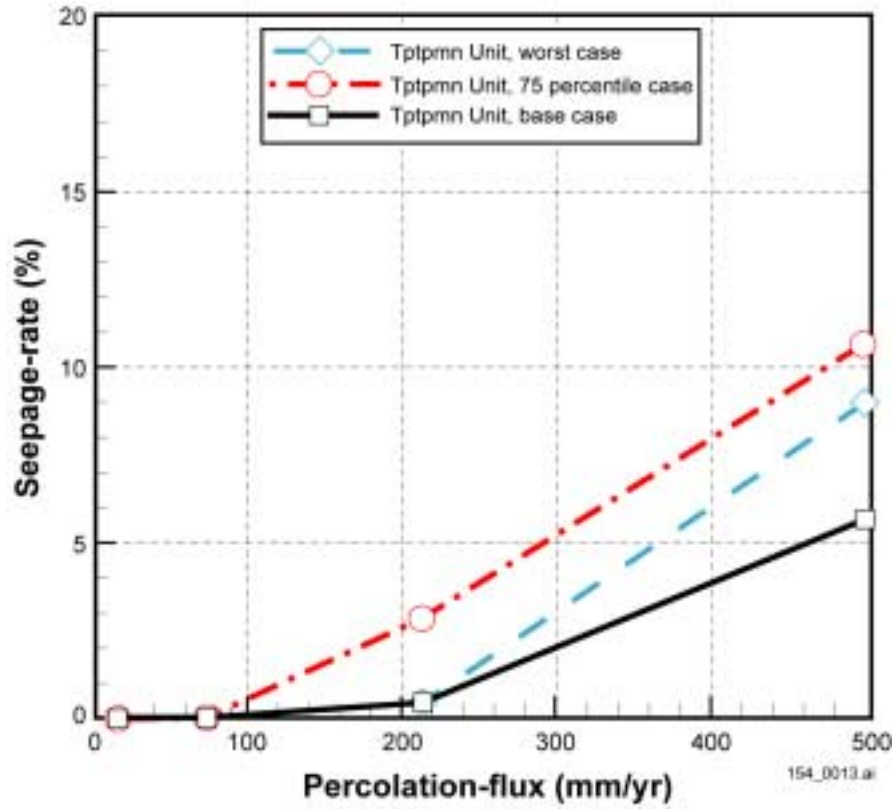 20
Tptpmn Unit, worst case
Tptpmn Unit, 75 percentile case
Tptpmn Unit, base case
15
Seepage-rate (%)
10
5
0
0 100 200 300 400 500
154_0013.ai
Percolation-flux (mm/yr)